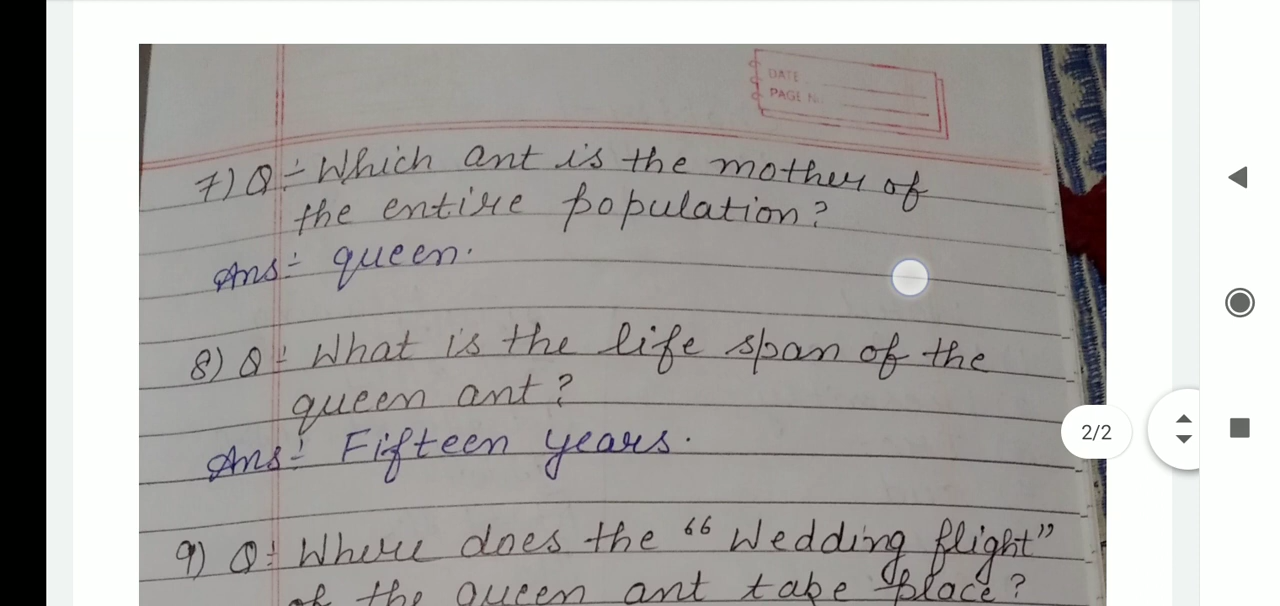 DATE
PAGE N
7) Q÷ Which ant is the mother of
the entire population?
Ans÷ queen.
8) Q÷ What is the life span of the
queen ant?
Ans÷ Fifteen years.
2/2
9) Q÷ Where does the “Wedding flight”
of the queen ant take place?